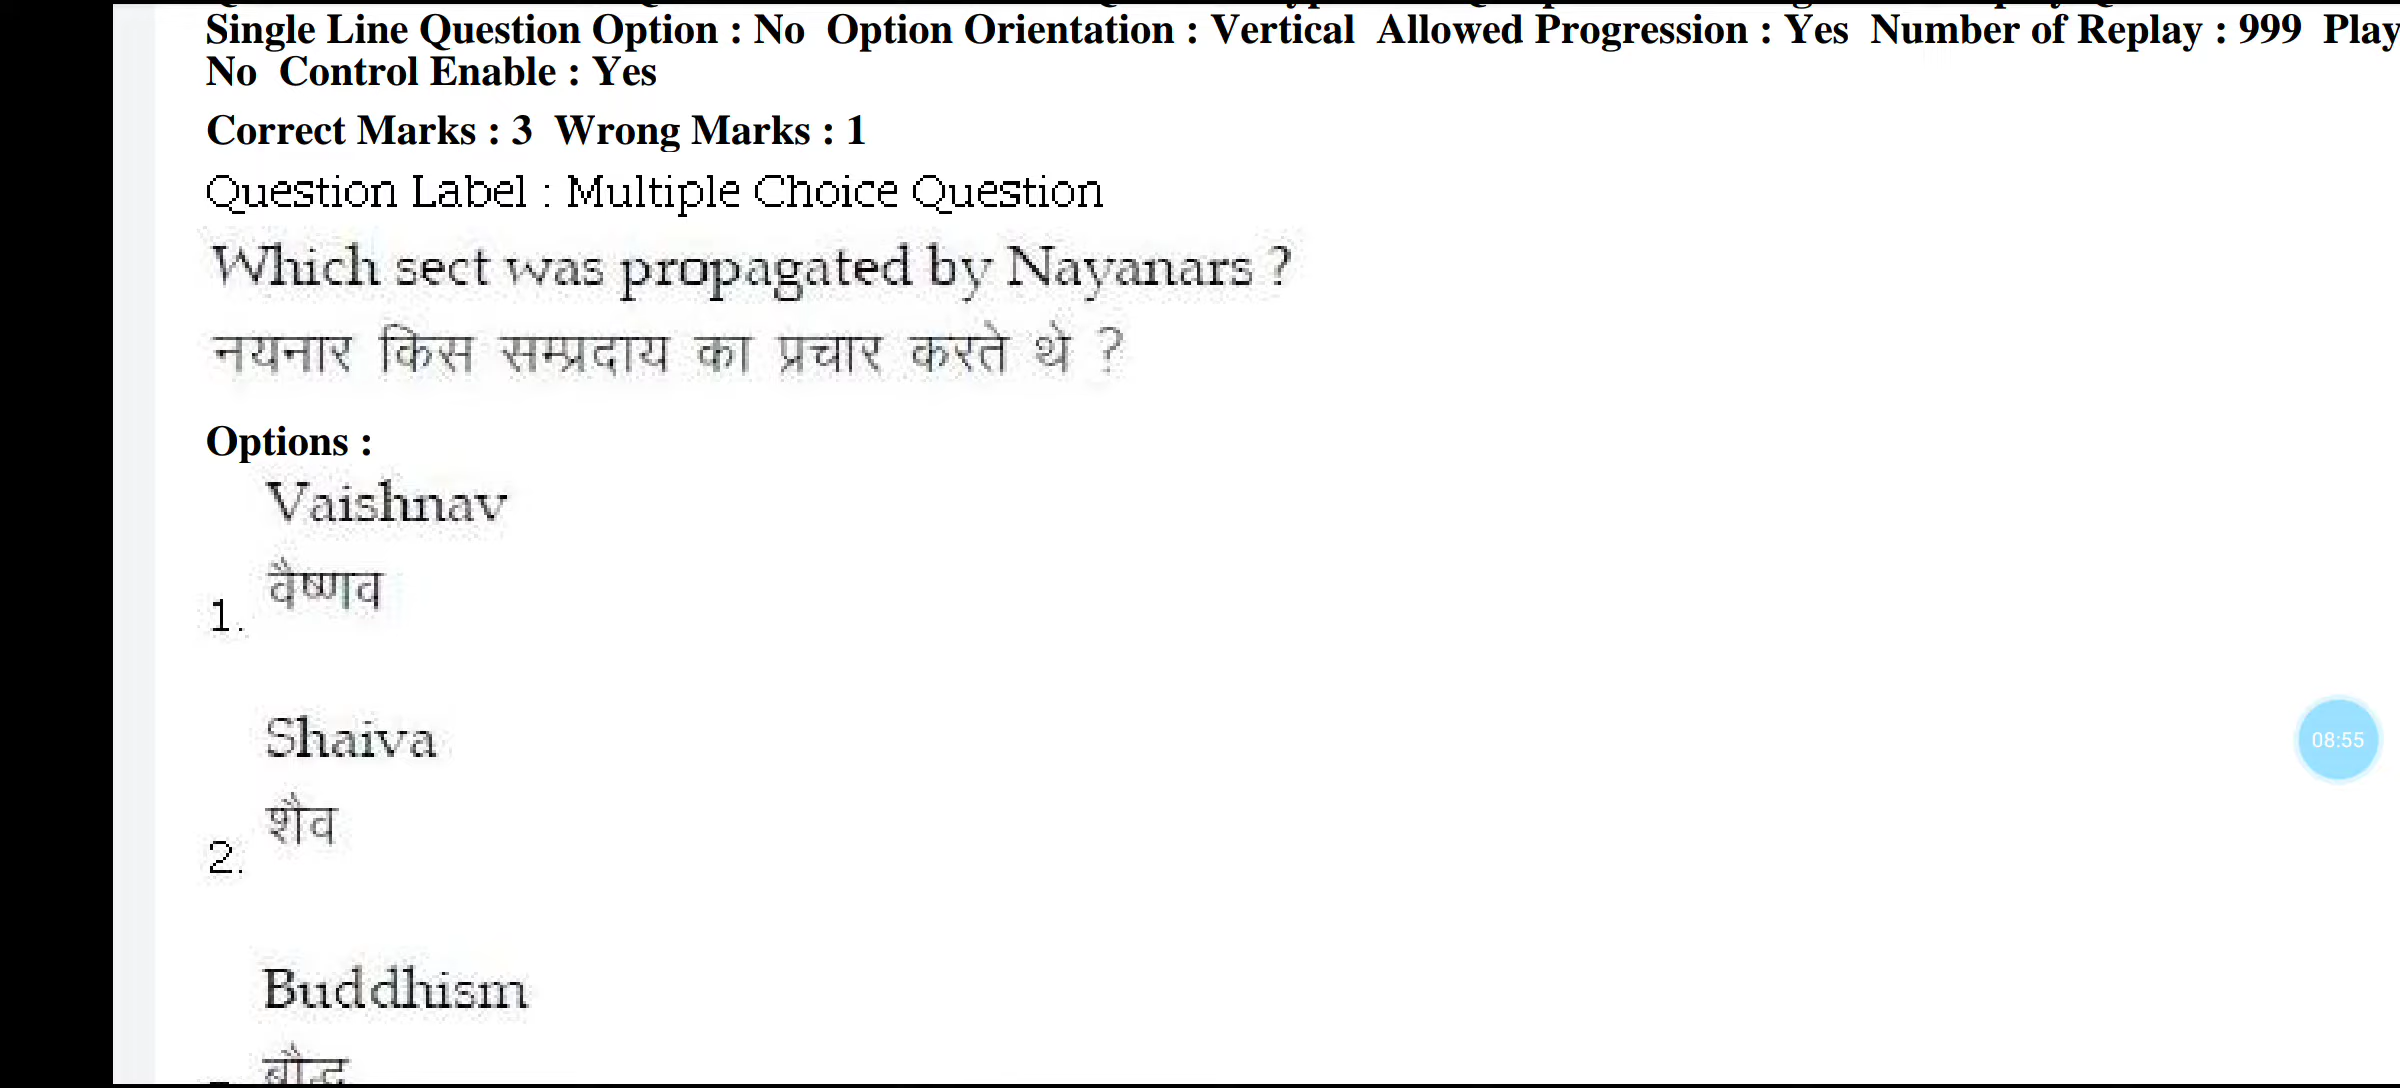 Single Line Question Option : No Option Orientation : Vertical Allowed Progression : Yes Number of Replay : 999 Play
No Control Enable : Yes
Correct Marks : 3 Wrong Marks : 1
Question Label : Multiple Choice Question
Which sect was propagated by Nayanars ?
नयनार किस सम्प्रदाय का प्रचार करते थे ?
Options :
Vaishnav
वैष्णव
1.
Shaiva
शैव
2.
Buddhism
बौद्ध
08:55